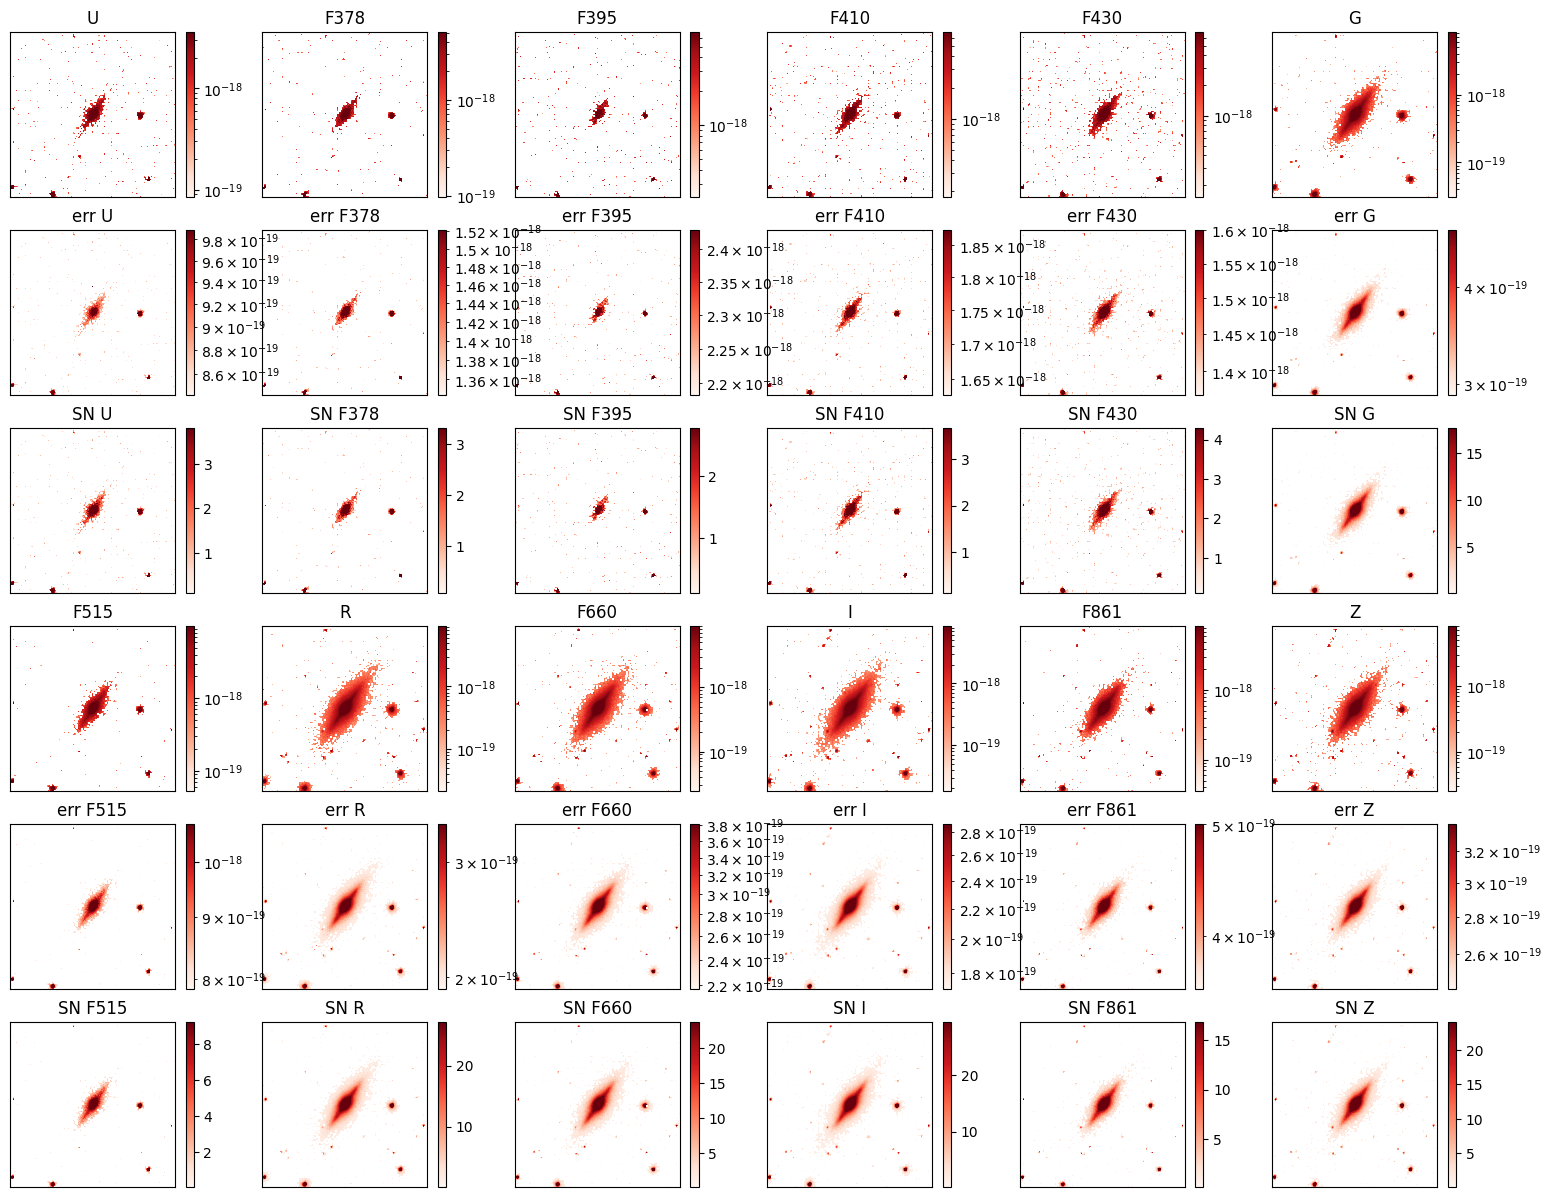 U F378 F395 F410 F430 G
10⁻¹⁸ 10⁻¹⁹
10⁻¹⁸ 10⁻¹⁹
10⁻¹⁸
10⁻¹⁸
10⁻¹⁸
10⁻¹⁸ 10⁻¹⁹
err U err F378 err F395 err F410 err F430 err G
9.8 × 10⁻¹⁹ 9.6 × 10⁻¹⁹ 9.4 × 10⁻¹⁹ 9.2 × 10⁻¹⁹ 9 × 10⁻¹⁹ 8.8 × 10⁻¹⁹ 8.6 × 10⁻¹⁹
1.52 × 10⁻¹⁸ 1.5 × 10⁻¹⁸ 1.48 × 10⁻¹⁸ 1.46 × 10⁻¹⁸ 1.44 × 10⁻¹⁸ 1.42 × 10⁻¹⁸ 1.4 × 10⁻¹⁸ 1.38 × 10⁻¹⁸ 1.36 × 10⁻¹⁸
2.4 × 10⁻¹⁸ 2.35 × 10⁻¹⁸ 2.3 × 10⁻¹⁸ 2.25 × 10⁻¹⁸ 2.2 × 10⁻¹⁸
1.85 × 10⁻¹⁸ 1.8 × 10⁻¹⁸ 1.75 × 10⁻¹⁸ 1.7 × 10⁻¹⁸ 1.65 × 10⁻¹⁸
1.6 × 10⁻¹⁸ 1.55 × 10⁻¹⁸ 1.5 × 10⁻¹⁸ 1.45 × 10⁻¹⁸ 1.4 × 10⁻¹⁸
4 × 10⁻¹⁹ 3 × 10⁻¹⁹
SN U SN F378 SN F395 SN F410 SN F430 SN G
3 2 1
3 2 1
2 1
3 2 1
4 3 2 1
15 10 5
F515 R F660 I F861 Z
10⁻¹⁸ 10⁻¹⁹
10⁻¹⁸ 10⁻¹⁹
10⁻¹⁸ 10⁻¹⁹
10⁻¹⁸ 10⁻¹⁹
10⁻¹⁸ 10⁻¹⁹
10⁻¹⁸ 10⁻¹⁹
err F515 err R err F660 err I err F861 err Z
10⁻¹⁸ 9 × 10⁻¹⁹ 8 × 10⁻¹⁹
3 × 10⁻¹⁹ 2 × 10⁻¹⁹
3.8 × 10⁻¹⁹ 3.6 × 10⁻¹⁹ 3.4 × 10⁻¹⁹ 3.2 × 10⁻¹⁹ 3 × 10⁻¹⁹ 2.8 × 10⁻¹⁹ 2.6 × 10⁻¹⁹ 2.4 × 10⁻¹⁹ 2.2 × 10⁻¹⁹
2.8 × 10⁻¹⁹ 2.6 × 10⁻¹⁹ 2.4 × 10⁻¹⁹ 2.2 × 10⁻¹⁹ 2 × 10⁻¹⁹ 1.8 × 10⁻¹⁹
5 × 10⁻¹⁹ 4 × 10⁻¹⁹
3.2 × 10⁻¹⁹ 3 × 10⁻¹⁹ 2.8 × 10⁻¹⁹ 2.6 × 10⁻¹⁹
SN F515 SN R SN F660 SN I SN F861 SN Z
8 6 4 2
20 10
20 15 10 5
20 10
15 10 5
20 15 10 5